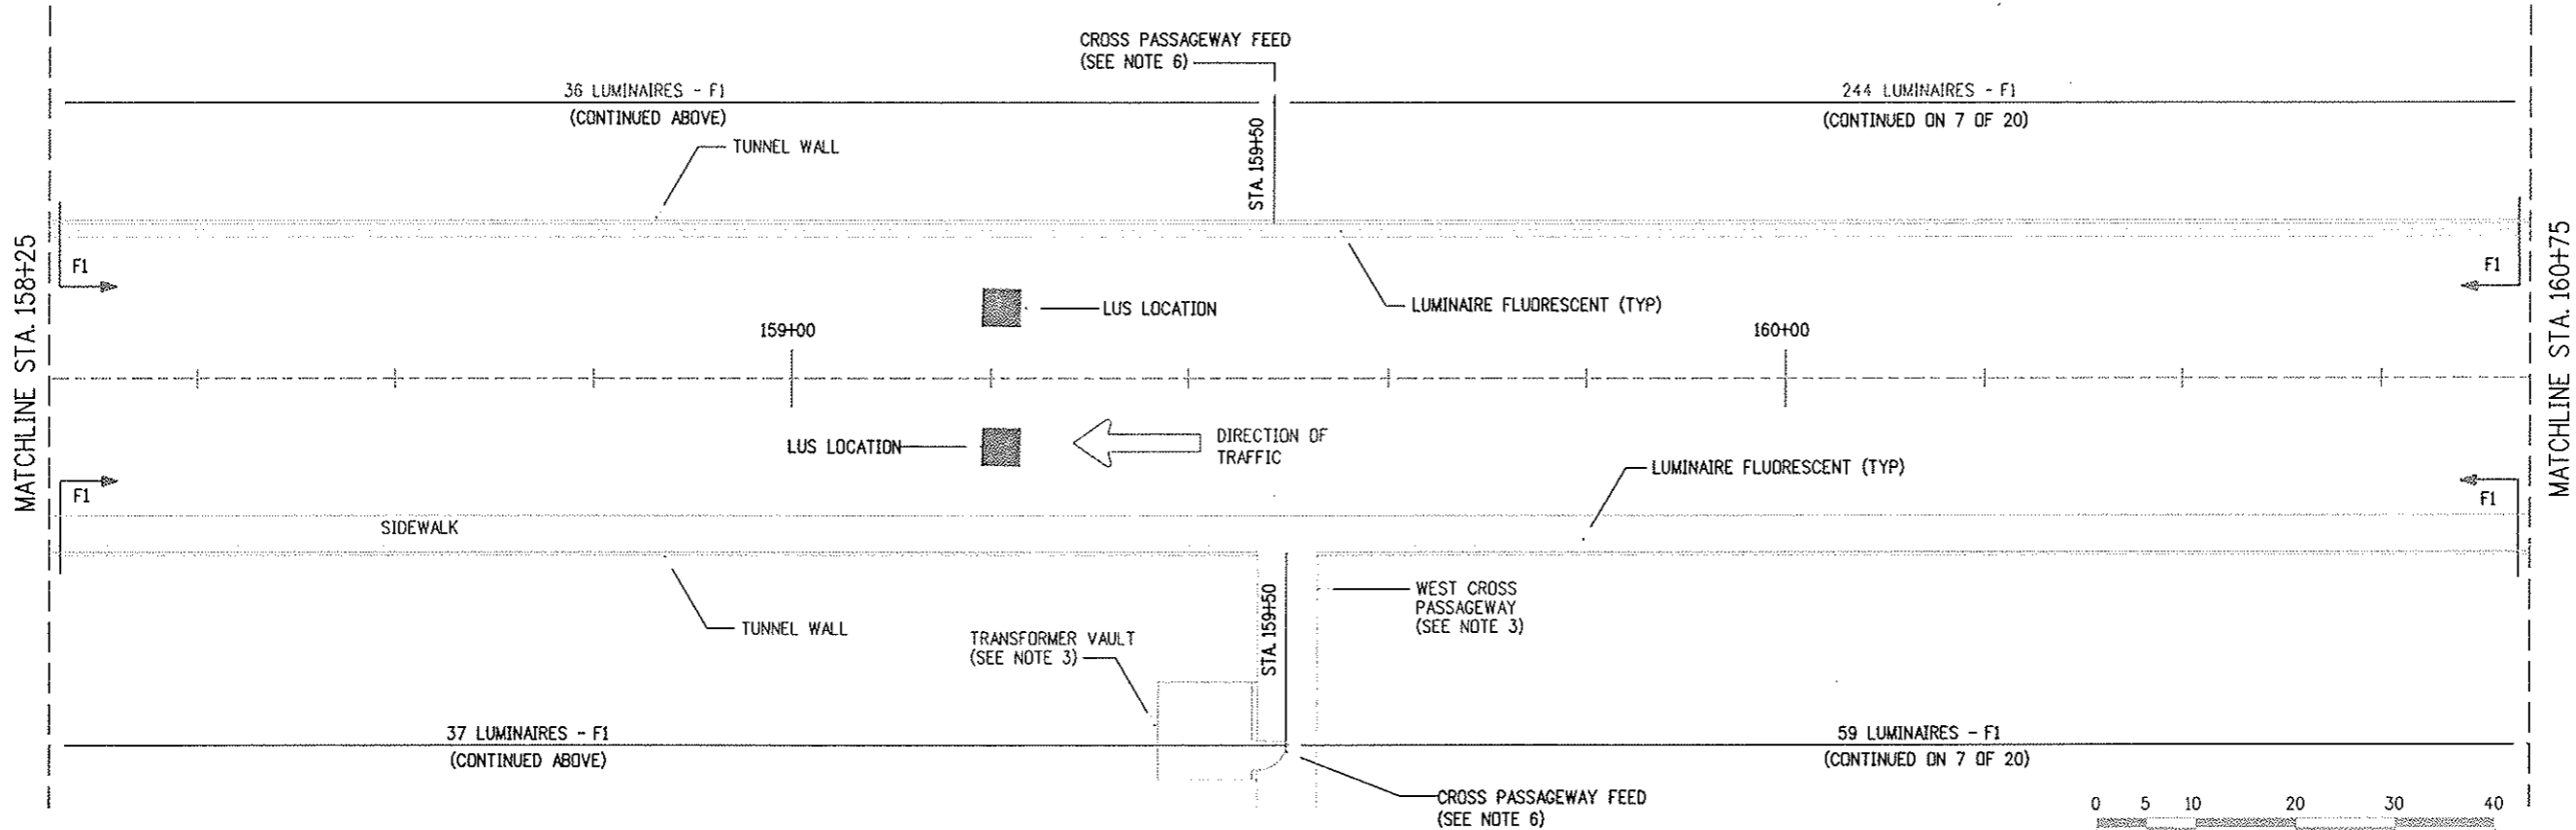 CROSS PASSAGEWAY FEED
(SEE NOTE 6)
36 LUMINAIRES - F1
(CONTINUED ABOVE)
244 LUMINAIRES - F1
(CONTINUED ON 7 OF 20)
TUNNEL WALL
STA. 159+50
MATCHLINE STA. 158+25
MATCHLINE STA. 160+75
F1
F1
LUS LOCATION
LUMINAIRE FLUORESCENT (TYP)
159+00
160+00
LUS LOCATION
DIRECTION OF
TRAFFIC
LUMINAIRE FLUORESCENT (TYP)
F1
F1
SIDEWALK
TUNNEL WALL
STA. 159+50
WEST CROSS
PASSAGEWAY
(SEE NOTE 3)
TRANSFORMER VAULT
(SEE NOTE 3)
37 LUMINAIRES - F1
(CONTINUED ABOVE)
59 LUMINAIRES - F1
(CONTINUED ON 7 OF 20)
CROSS PASSAGEWAY FEED
(SEE NOTE 6)
0 5 10 20 30 40